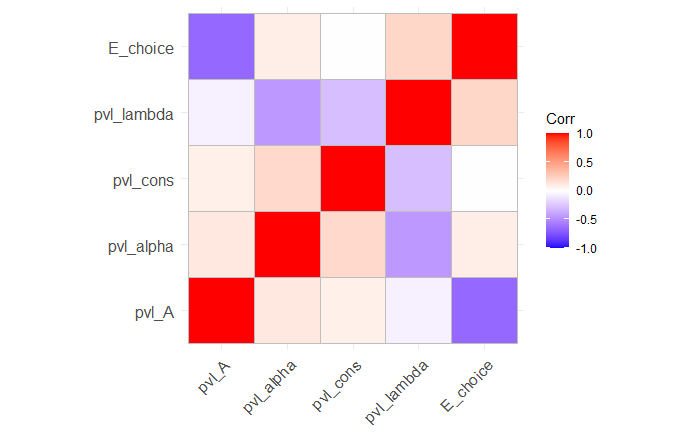 E_choice
pvl_lambda
pvl_cons
pvl_alpha
pvl_A
pvl_A
pvl_alpha
pvl_cons
pvl_lambda
E_choice
Corr
1.0
0.5
0.0
-0.5
-1.0